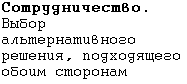 Сотрудничество.
Выбор
альтернативного
решения, подходящего
обоим сторонам